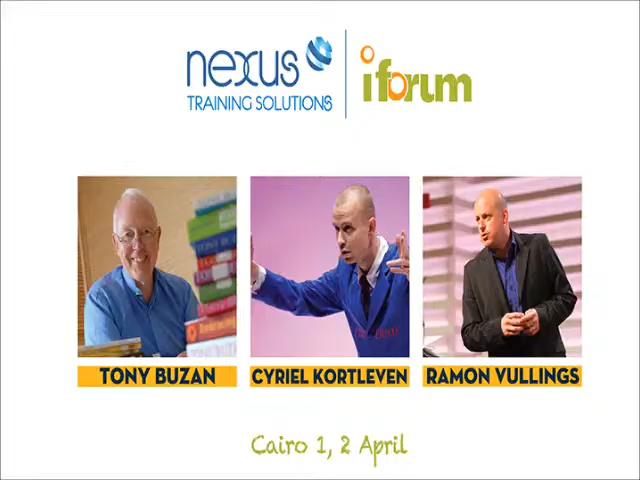 nexus
TRAINING SOLUTIONS
iforum
TONY BUZAN
CYRIEL KORTLEVEN
RAMON VULLINGS
Cairo 1, 2 April